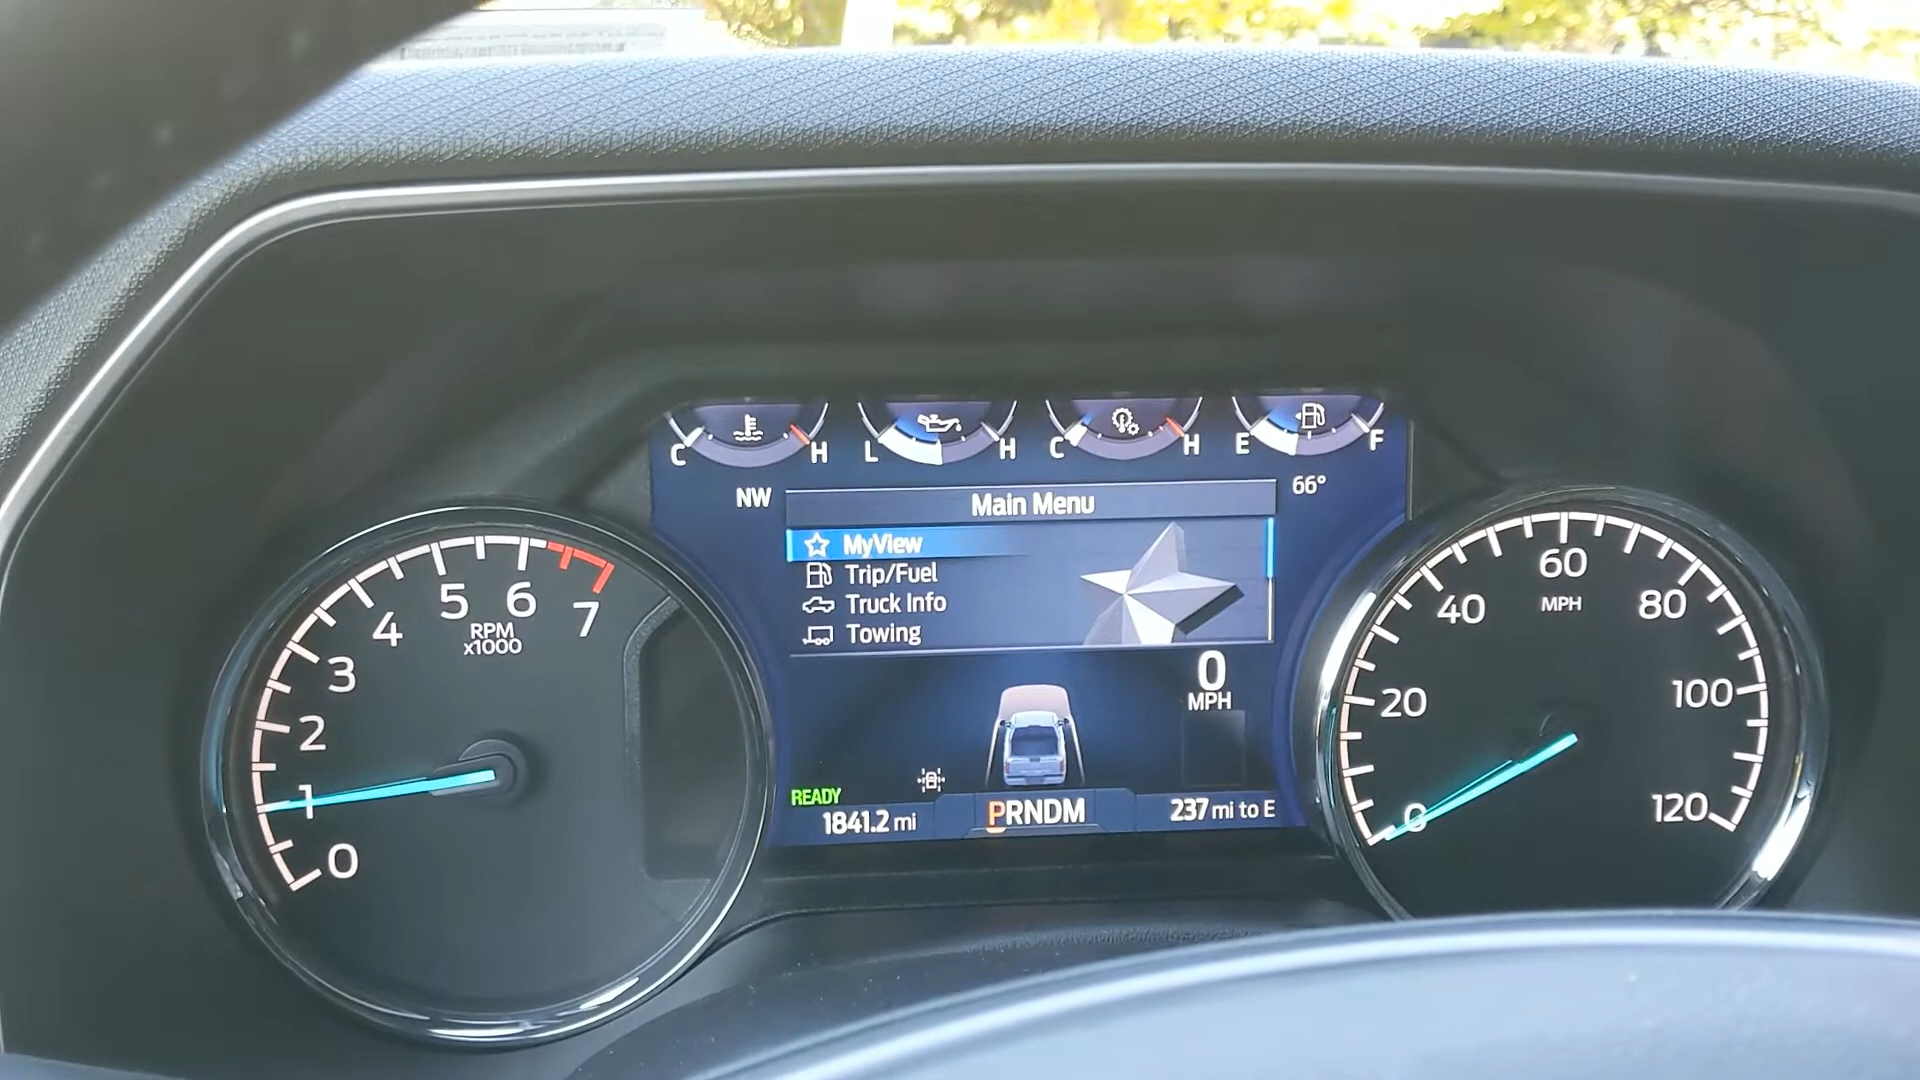 C H
L H
C H
E F
NW
66°
Main Menu
MyView
Trip/Fuel
Truck Info
Towing
0
MPH
READY
1841.2 mi
PRNDM
237 mi to E
0
1
2
3
4
5
6
7
RPM
x1000
0
20
40
60
80
100
120
MPH